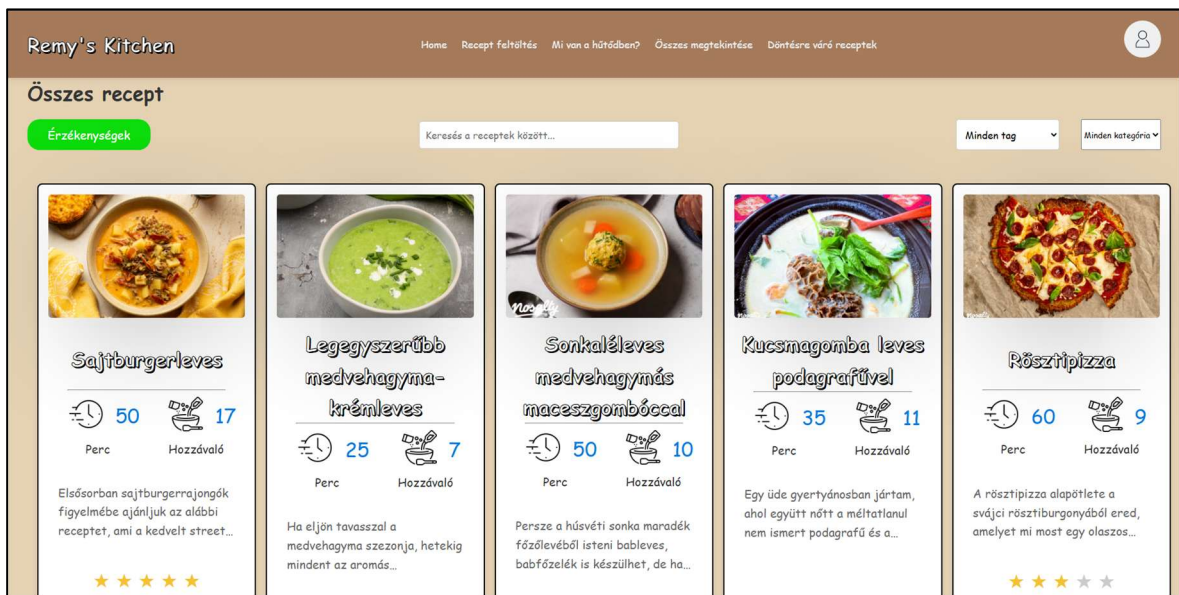 Remy's Kitchen
Home Recept feltöltés Mi van a hűtődben? Összes megtekintése Döntésre váró receptek
Összes recept
Érzékenységek
Keresés a receptek között...
Minden tag
Minden kategória
Sajtburgerleves
50 17
Perc Hozzávaló
Elsősorban sajtburgerrajongók
figyelmébe ajánljuk az alábbi
receptet, ami a kedvelt street...
Legegyszerűbb
medvehagyma-
krémleves
25 7
Perc Hozzávaló
Ha eljön tavasszal a
medvehagyma szezonja, hetekig
mindent az aromás...
Nosalty
Sonkaléleves
medvehagymás
maceszgombóccal
50 10
Perc Hozzávaló
Persze a húsvéti sonka maradék
főzőlevéből isteni bableves,
babfőzelék is készülhet, de ha...
Kucsmagomba leves
podagrafűvel
35 11
Perc Hozzávaló
Egy üde gyertyánosban jártam,
ahol együtt nőtt a méltatlanul
nem ismert podagrafű és a...
Rösztipizza
60 9
Perc Hozzávaló
A rösztipizza alapötlete a
svájci rösztiburgonyából ered,
amelyet mi most egy olaszos...